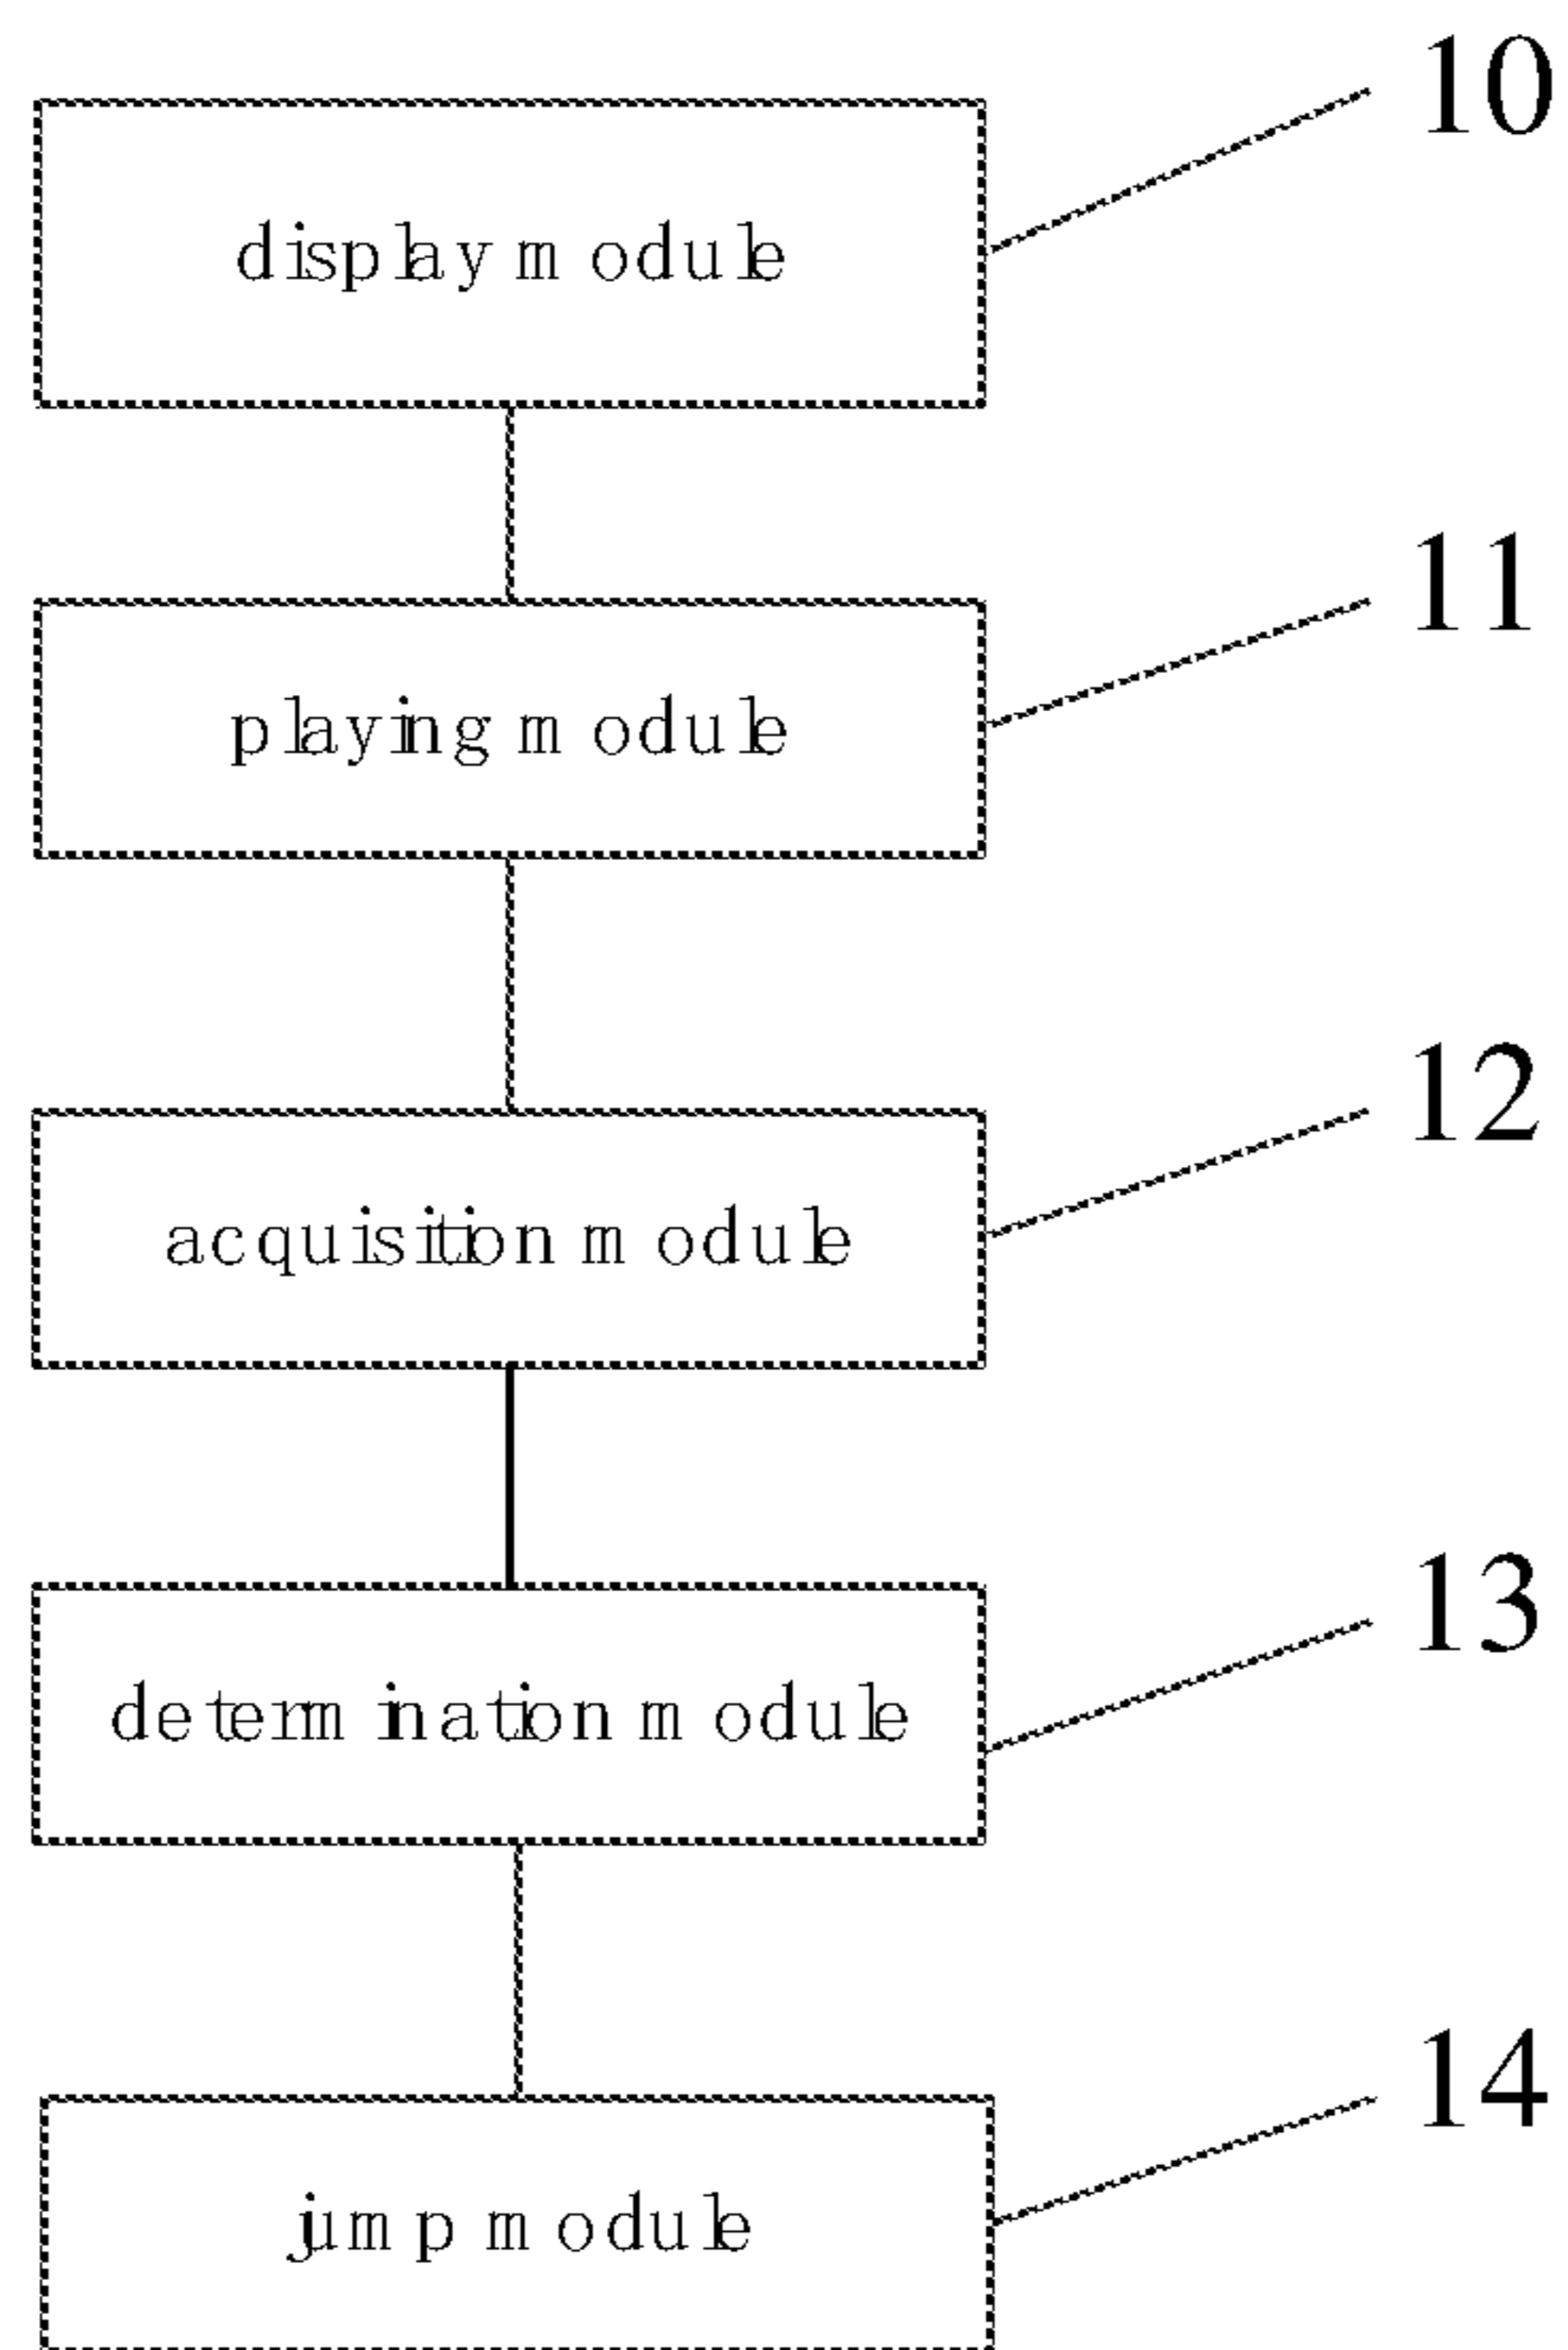 10
display module
11
playing module
12
acquisition module
13
determination module
14
jump module